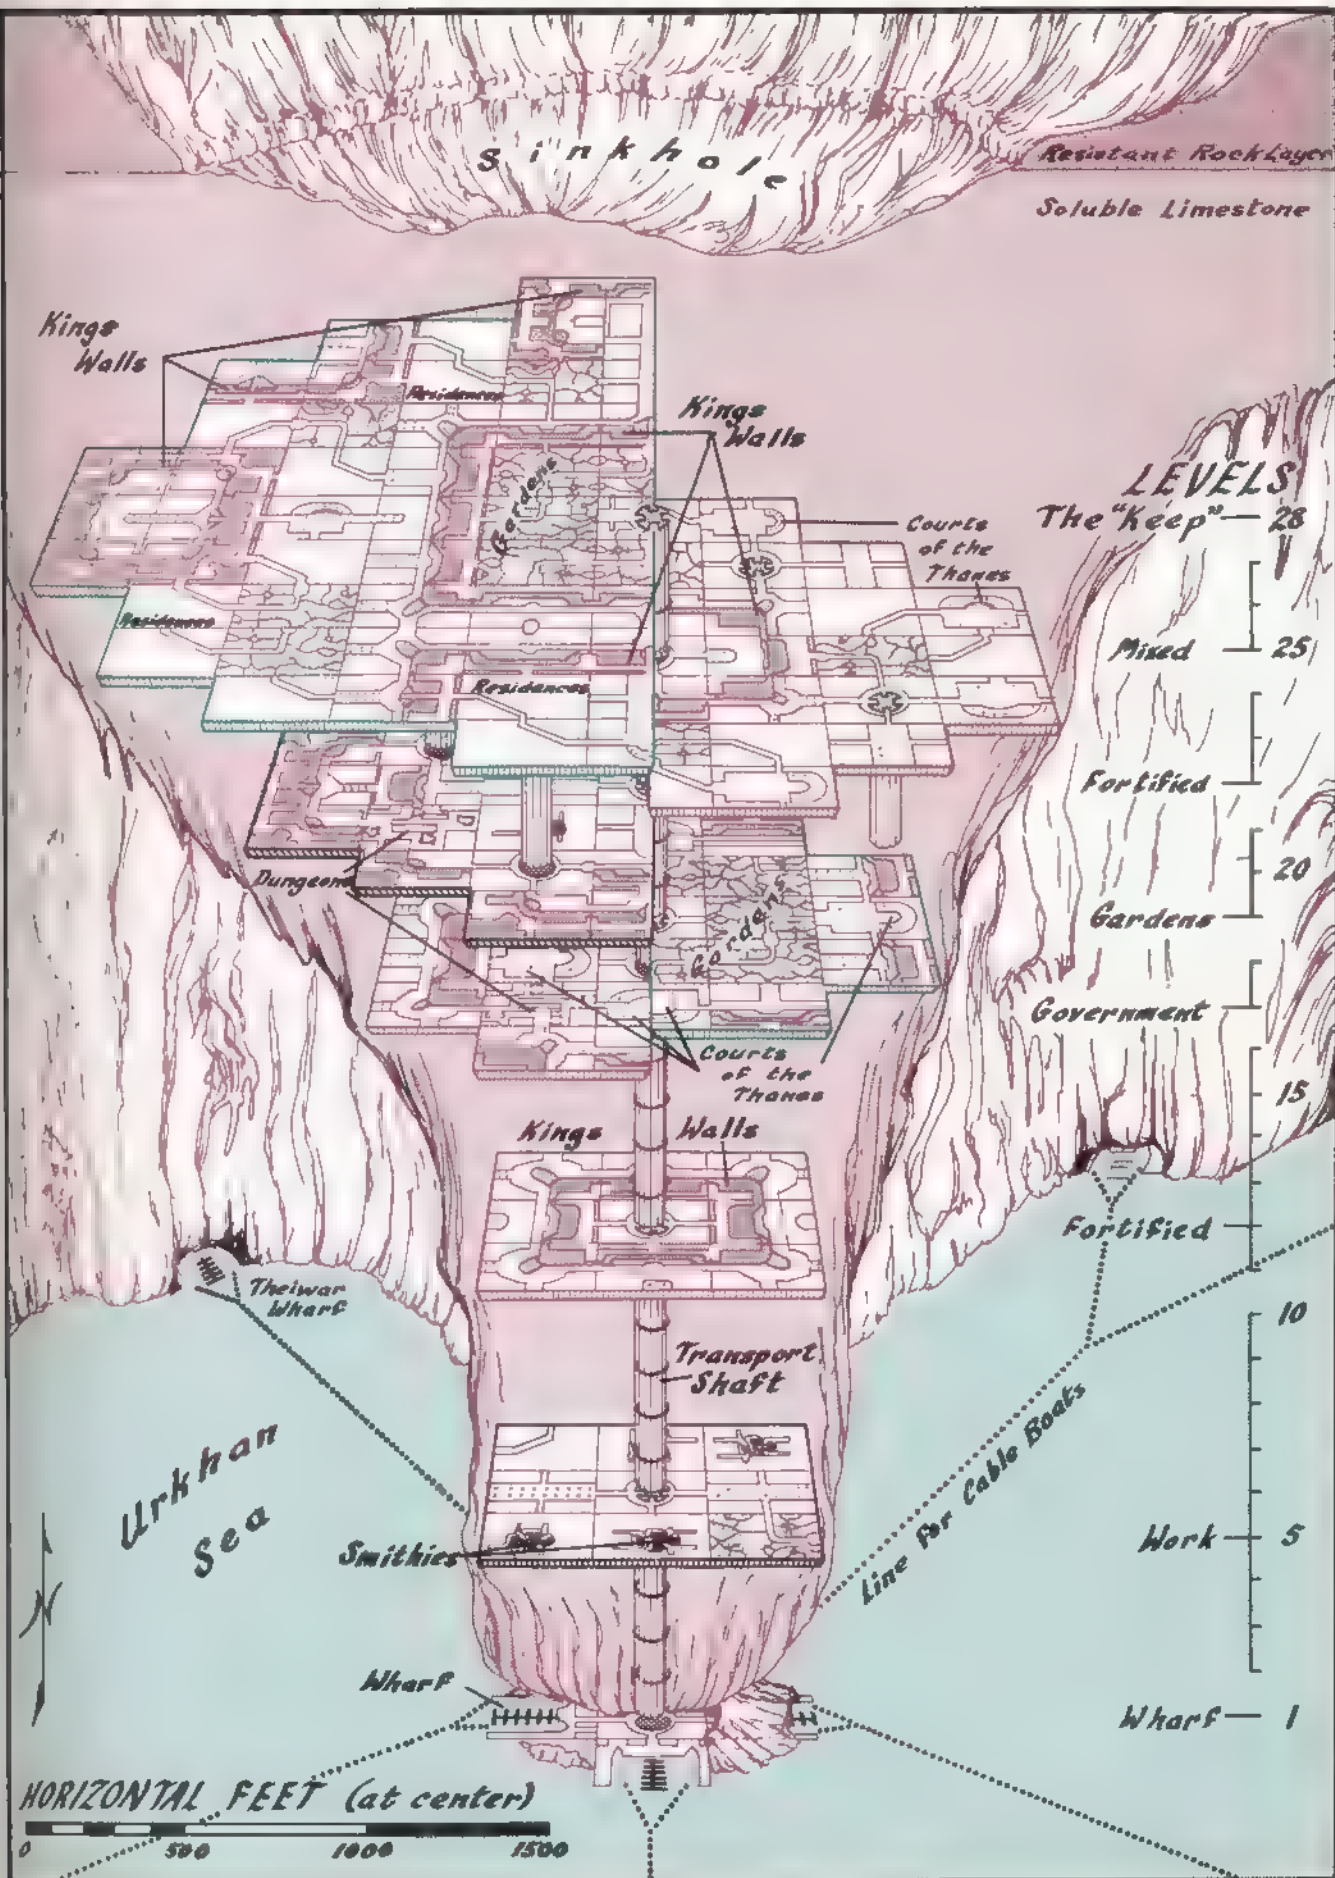 Sinkhole
Resistant Rock Layer
Soluble Limestone
Kings
Walls
Residences
Kings
Walls
Gardens
Courts
of the
Thanes
LEVELS
The "Keep" 28
Mixed 25
Residences
Residences
Fortified
20
Dungeons
Gardens
Gardens
Government
Courts
of the
Thanes
15
Kings Walls
Fortified
Theiwar
Wharf
10
Transport
Shaft
Urkhan
Sea
Line For Cable Boats
Smithies
Work 5
N
Wharf
Wharf 1
HORIZONTAL FEET (at center)
0 500 1000 1500